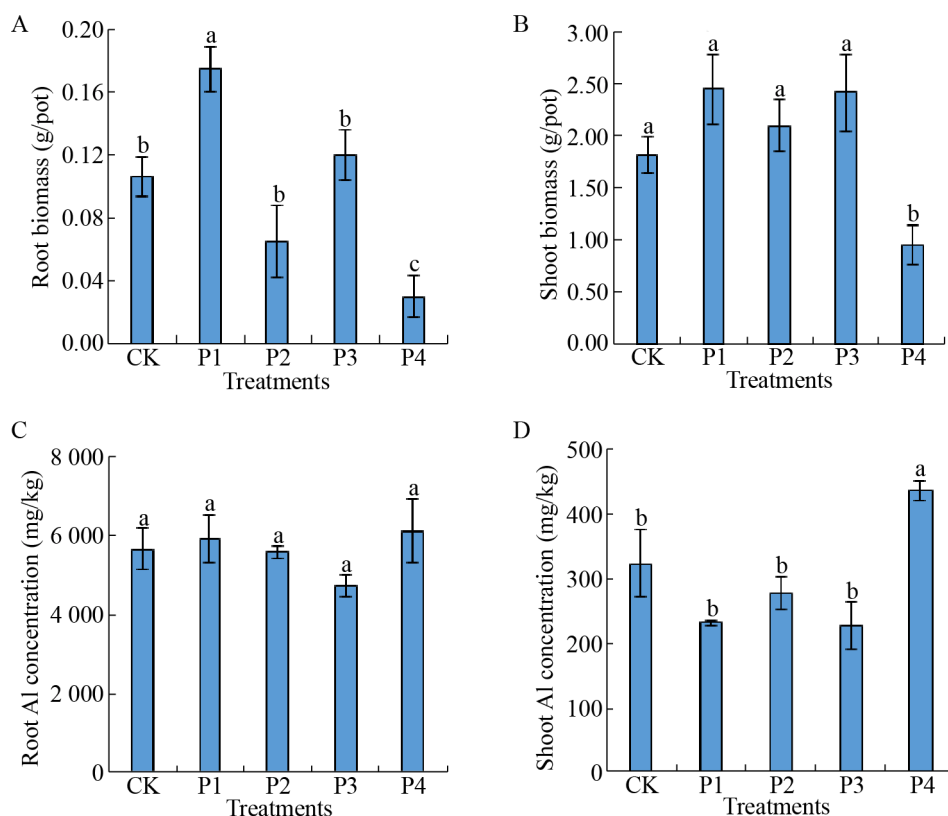 A
Root biomass (g/pot)
0.20
0.16
0.12
0.08
0.04
0.00
b
a
b
b
c
CK P1 P2 P3 P4
Treatments
B
Shoot biomass (g/pot)
3.00
2.50
2.00
1.50
1.00
0.50
0.00
a
a
a
a
b
CK P1 P2 P3 P4
Treatments
C
Root Al concentration (mg/kg)
8 000
6 000
4 000
2 000
0
a
a
a
a
a
CK P1 P2 P3 P4
Treatments
D
Shoot Al concentration (mg/kg)
500
400
300
200
100
0
b
b
b
b
a
CK P1 P2 P3 P4
Treatments